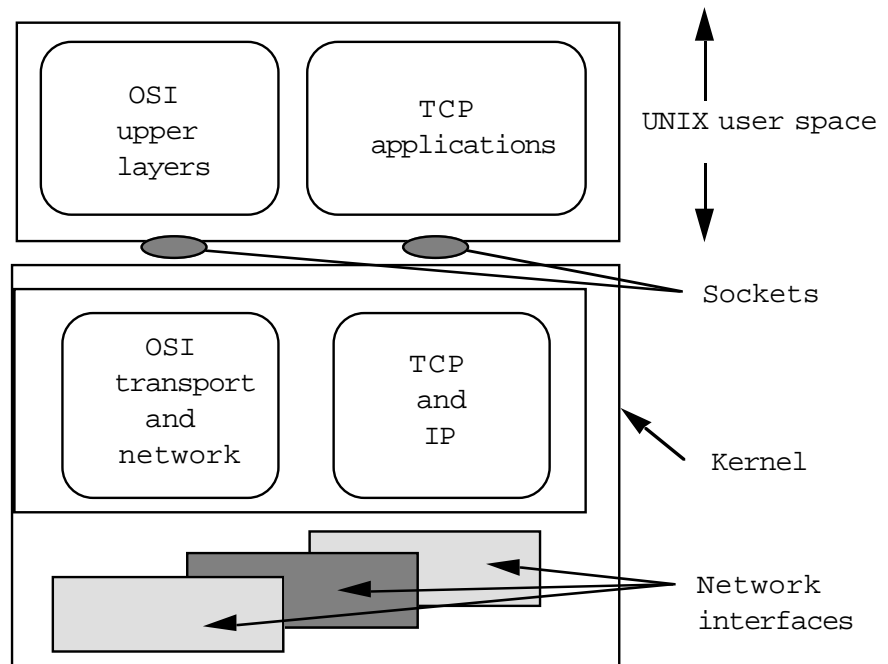 OSI
upper
layers
TCP
applications
UNIX user space
Sockets
OSI
transport
and
network
TCP
and
IP
Kernel
Network
interfaces